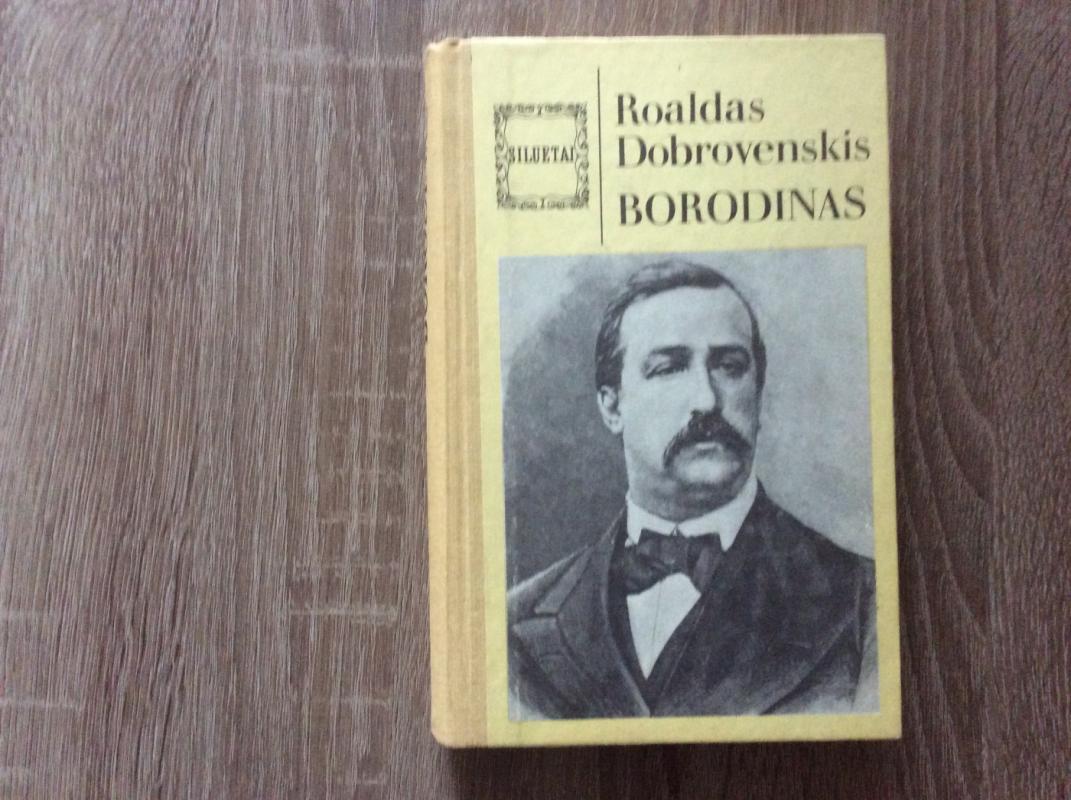 SILUETAI
Roaldas
Dobrovenskis
BORODINAS